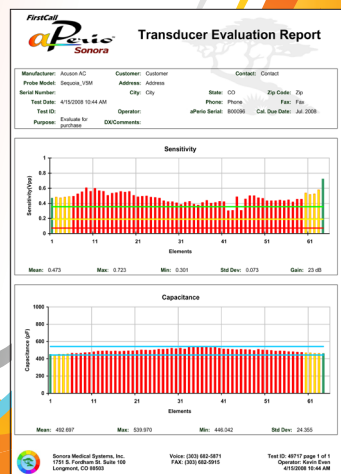 FirstCall
aPerio
Sonora
Transducer Evaluation Report
Manufacturer: Acuson AC Customer: Customer Contact: Contact
Probe Model: Sequoia_V5M Address: Address
Serial Number: City: City State: CO Zip Code: Zip
Test Date: 4/15/2008 10:44 AM Phone: Phone Fax: Fax
Test ID: Operator: aPerio Serial: B00096 Cal. Due Date: Jul. 2008
Purpose: Evaluate for purchase DX/Comments:
Sensitivity
Sensitivity(Vpp)
1
0.8
0.6
0.4
0.2
0
1 11 21 31 41 51 61
Elements
Mean: 0.473 Max: 0.723 Min: 0.301 Std Dev: 0.073 Gain: 23 dB
Capacitance
Capacitance (pF)
1000
800
600
400
200
0
1 11 21 31 41 51 61
Elements
Mean: 492.697 Max: 539.970 Min: 446.042 Std Dev: 24.355
Sonora Medical Systems, Inc. Voice: (303) 682-5871 Test ID: 49717 page 1 of 1
1751 S. Fordham St. Suite 100 FAX: (303) 682-5915 Operator: Kevin Even
Longmont, CO 80503 4/15/2008 10:44 AM